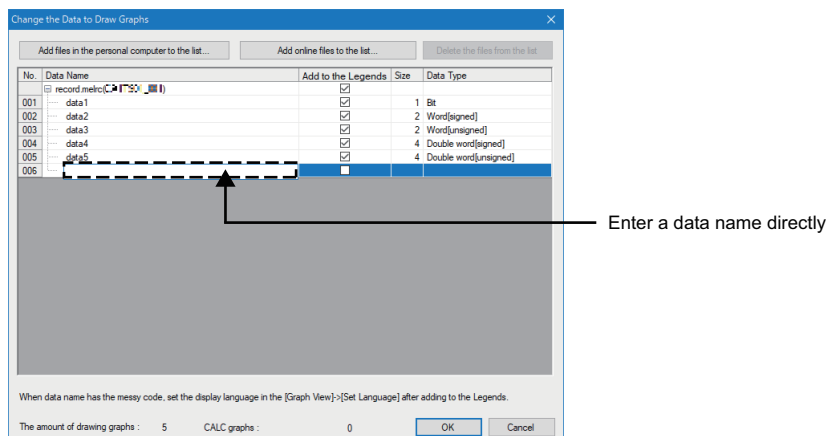 Change the Data to Draw Graphs
Add files in the personal computer to the list... Add online files to the list... Delete the files from the list
No. Data Name Add to the Legends Size Data Type
record.melrc(
001 data1 1 Bit
002 data2 2 Word[signed]
003 data3 2 Word[unsigned]
004 data4 4 Double word[signed]
005 data5 4 Double word[unsigned]
006
Enter a data name directly
When data name has the messy code, set the display language in the [Graph View]->[Set Language] after adding to the Legends.
The amount of drawing graphs : 5 CALC graphs : 0 OK Cancel